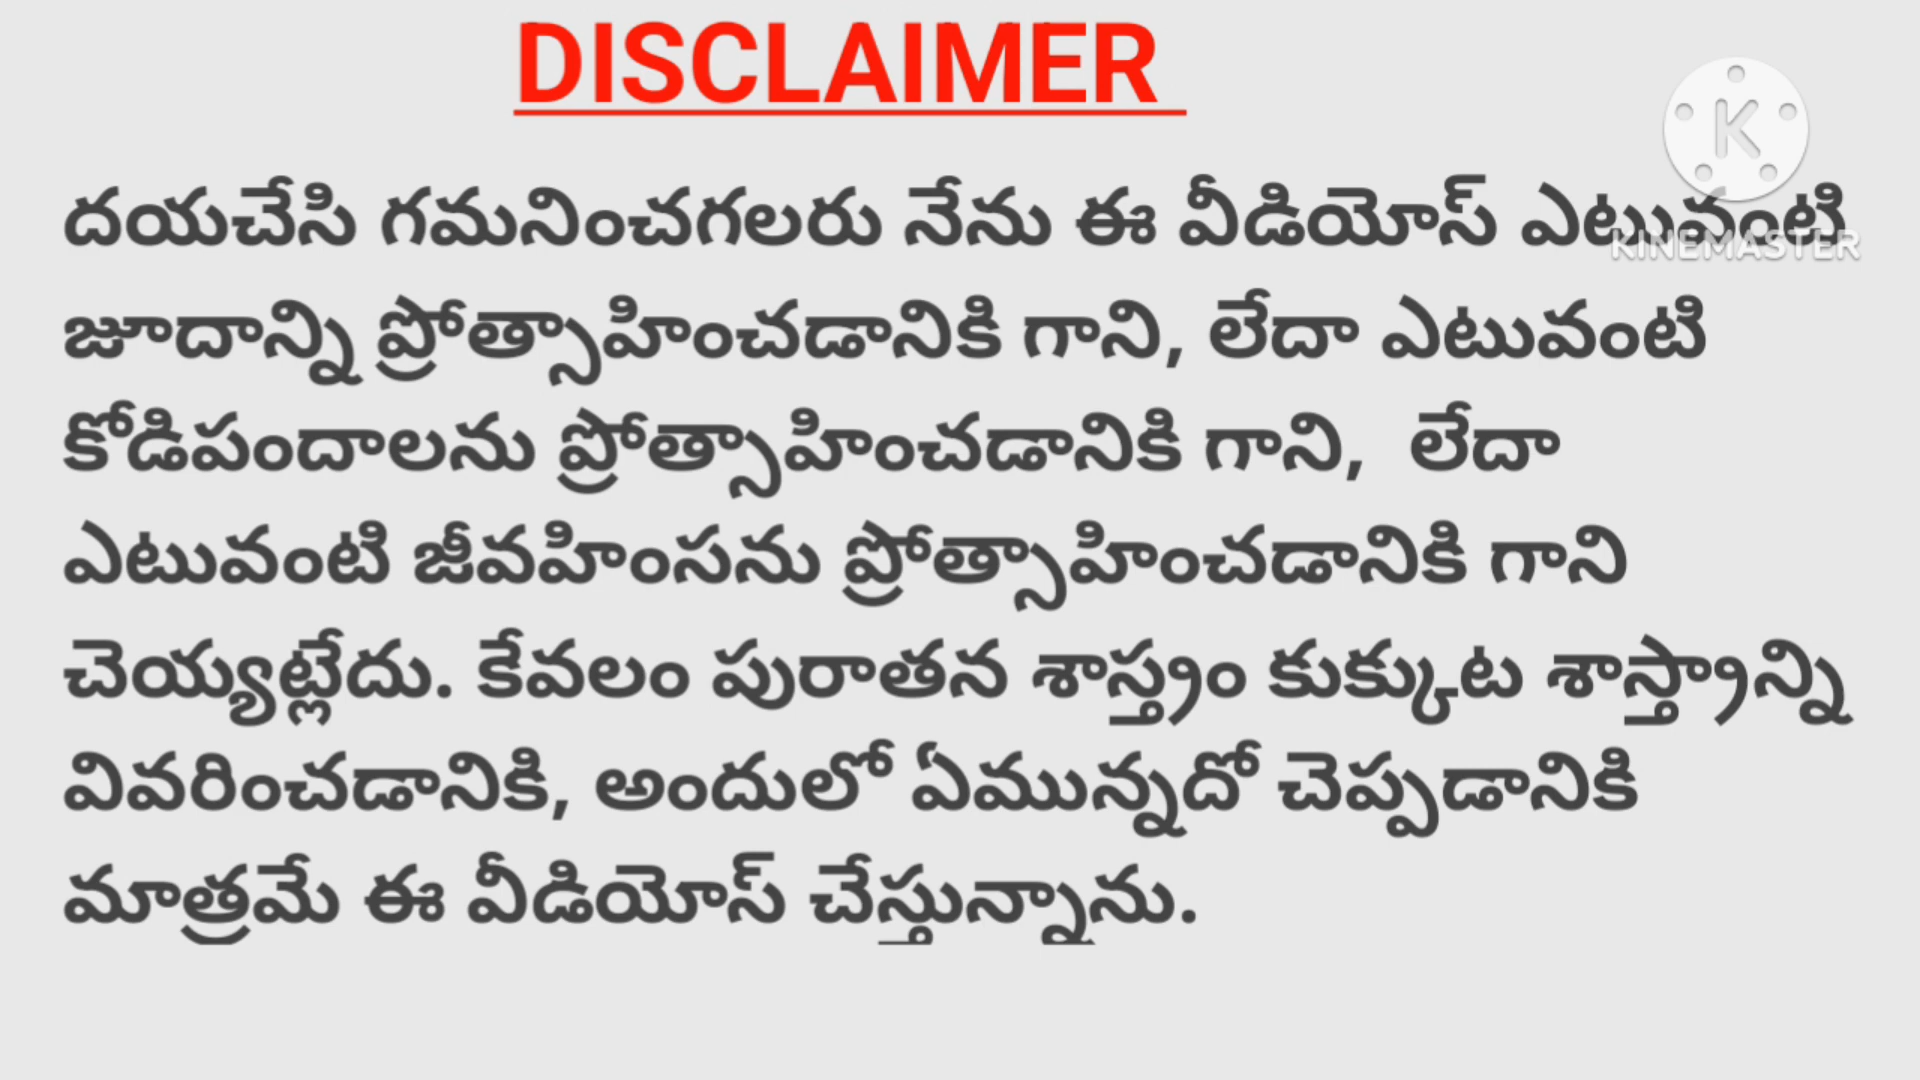 DISCLAIMER
K
దయచేసి గమనించగలరు నేను ఈ వీడియోస్ ఎటువంటి
KINEMASTER
జూదాన్ని ప్రోత్సాహించడానికి గాని, లేదా ఎటువంటి
కోడిపందాలను ప్రోత్సాహించడానికి గాని, లేదా
ఎటువంటి జీవహింసను ప్రోత్సాహించడానికి గాని
చెయ్యట్లేదు. కేవలం పురాతన శాస్త్రం కుక్కుట శాస్త్రాన్ని
వివరించడానికి, అందులో ఏమున్నదో చెప్పడానికి
మాత్రమే ఈ వీడియోస్ చేస్తున్నాను.